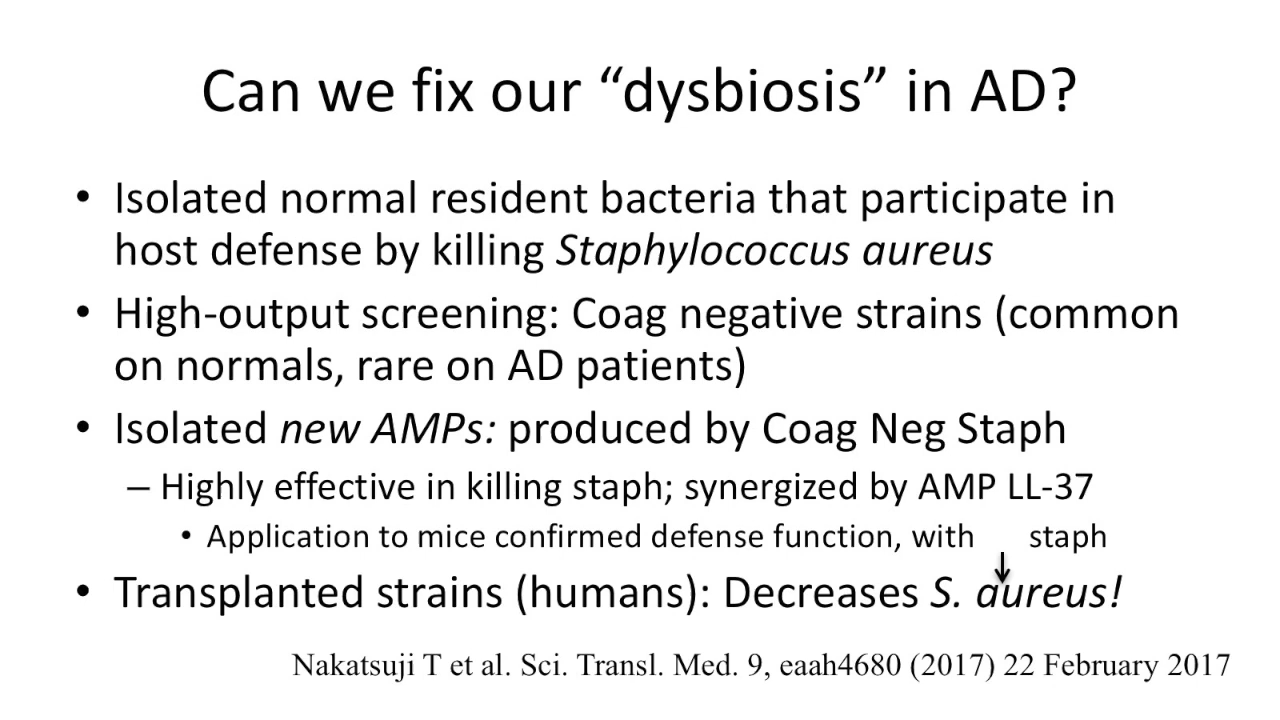 Can we fix our “dysbiosis” in AD?
• Isolated normal resident bacteria that participate in
host defense by killing Staphylococcus aureus
• High-output screening: Coag negative strains (common
on normals, rare on AD patients)
• Isolated new AMPs: produced by Coag Neg Staph
– Highly effective in killing staph; synergized by AMP LL-37
• Application to mice confirmed defense function, with ↓ staph
• Transplanted strains (humans): Decreases S. aureus!
Nakatsuji T et al. Sci. Transl. Med. 9, eaah4680 (2017) 22 February 2017